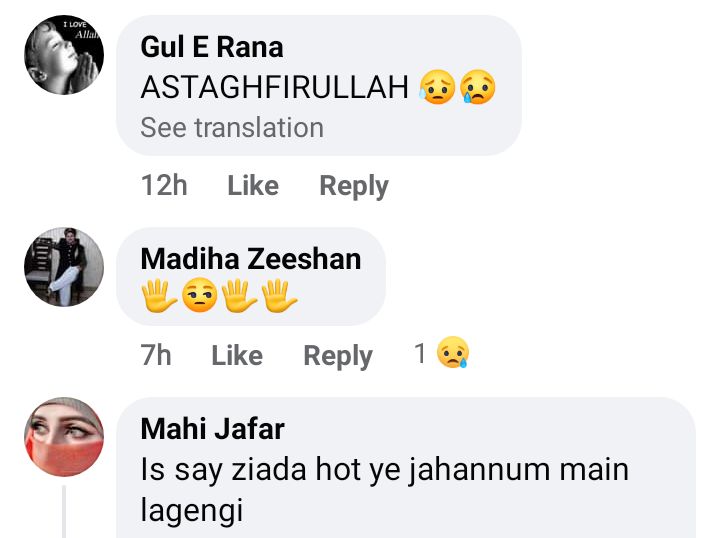 I LOVE
Allah
Gul E Rana
ASTAGHFIRULLAH 😥😢
See translation
12h Like Reply
Madiha Zeeshan
🖐😒🖐🖐
7h Like Reply 1 😢
Mahi Jafar
Is say ziada hot ye jahannum main
lagengi